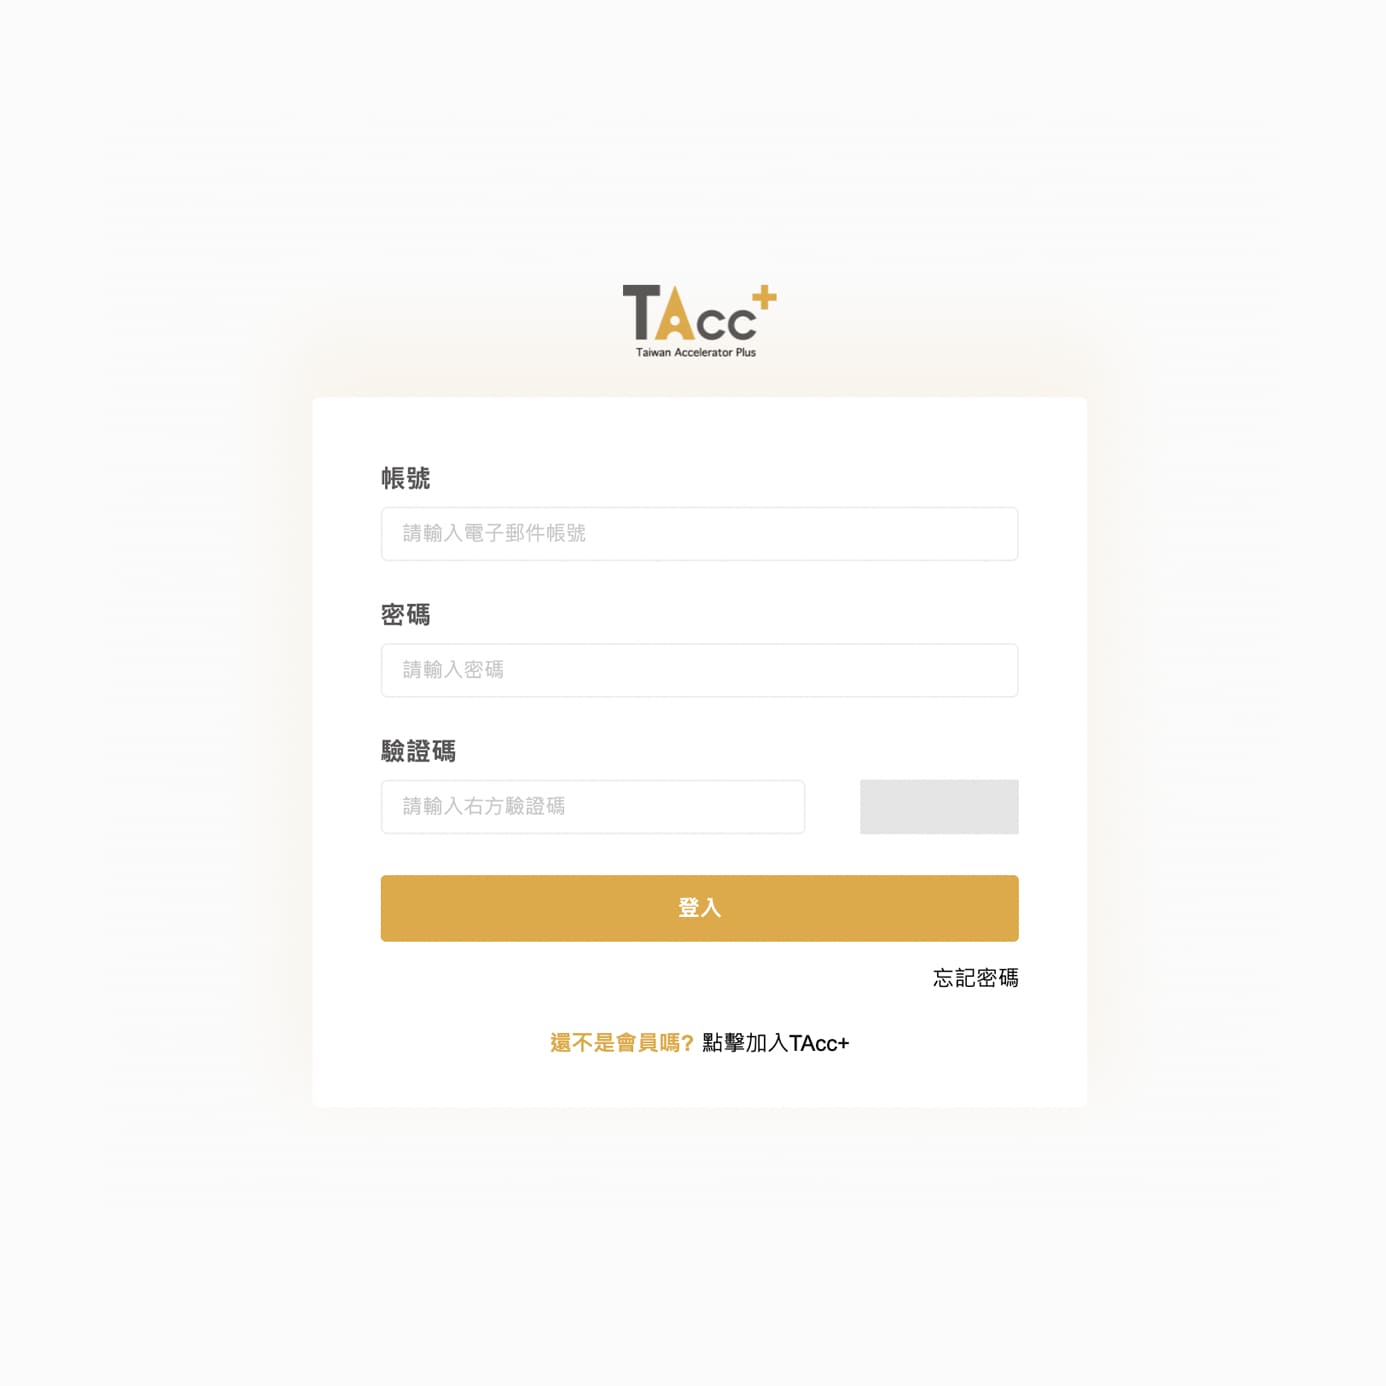 TAcc+
Taiwan Accelerator Plus
帳號
請輸入電子郵件帳號
密碼
請輸入密碼
驗證碼
請輸入右方驗證碼
登入
忘記密碼
還不是會員嗎? 點擊加入TAcc+